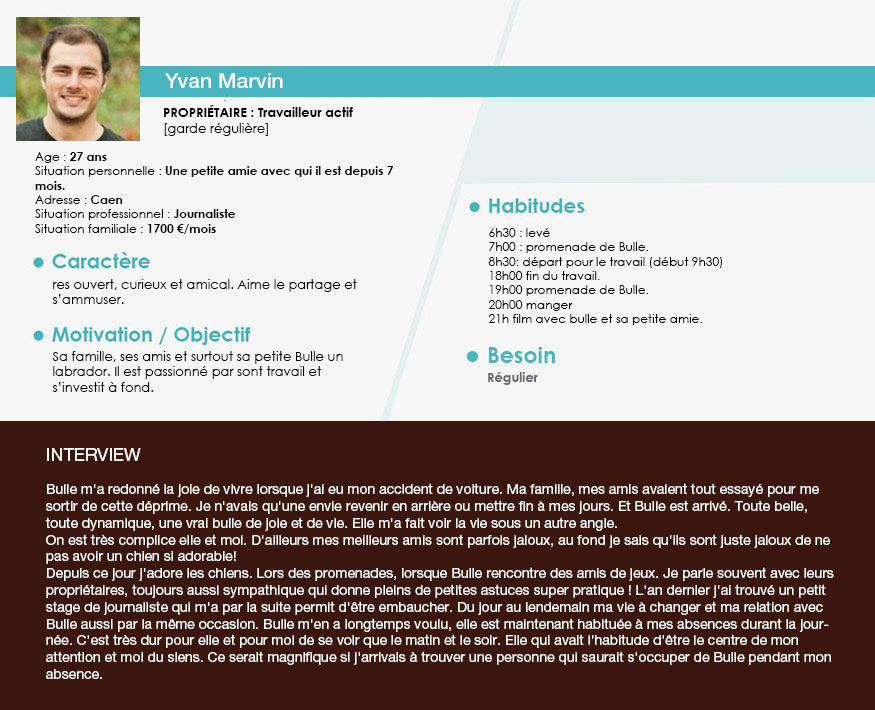 Yvan Marvin
PROPRIÉTAIRE : Travailleur actif
[garde régulière]
Age : 27 ans
Situation personnelle : Une petite amie avec qui il est depuis 7
mois.
Adresse : Caen
Situation professionnel : Journaliste
Situation familiale : 1700 €/mois
Caractère
res ouvert, curieux et amical. Aime le partage et
s'ammuser.
Motivation / Objectif
Sa famille, ses amis et surtout sa petite Bulle un
labrador. Il est passionné par sont travail et
s'investit à fond.
Habitudes
6h30 : levé
7h00 : promenade de Bulle.
8h30: départ pour le travail (début 9h30)
18h00 fin du travail.
19h00 promenade de Bulle.
20h00 manger
21h film avec bulle et sa petite amie.
Besoin
Régulier
INTERVIEW
Bulle m'a redonné la joie de vivre lorsque j'ai eu mon accident de voiture. Ma famille, mes amis avaient tout essayé pour me
sortir de cette déprime. Je n'avais qu'une envie revenir en arrière ou mettre fin à mes jours. Et Bulle est arrivé. Toute belle,
toute dynamique, une vrai bulle de joie et de vie. Elle m'a fait voir la vie sous un autre angle.
On est très complice elle et moi. D'ailleurs mes meilleurs amis sont parfois jaloux, au fond je sais qu'ils sont juste jaloux de ne
pas avoir un chien si adorable!
Depuis ce jour j'adore les chiens. Lors des promenades, lorsque Bulle rencontre des amis de jeux. Je parle souvent avec leurs
propriétaires, toujours aussi sympathique qui donne pleins de petites astuces super pratique ! L'an dernier j'ai trouvé un petit
stage de journaliste qui m'a par la suite permit d'être embaucher. Du jour au lendemain ma vie à changer et ma relation avec
Bulle aussi par la même occasion. Bulle m'en a longtemps voulu, elle est maintenant habituée à mes absences durant la jour-
née. C'est très dur pour elle et pour moi de se voir que le matin et le soir. Elle qui avait l'habitude d'être le centre de mon
attention et moi du siens. Ce serait magnifique si j'arrivais à trouver une personne qui saurait s'occuper de Bulle pendant mon
absence.